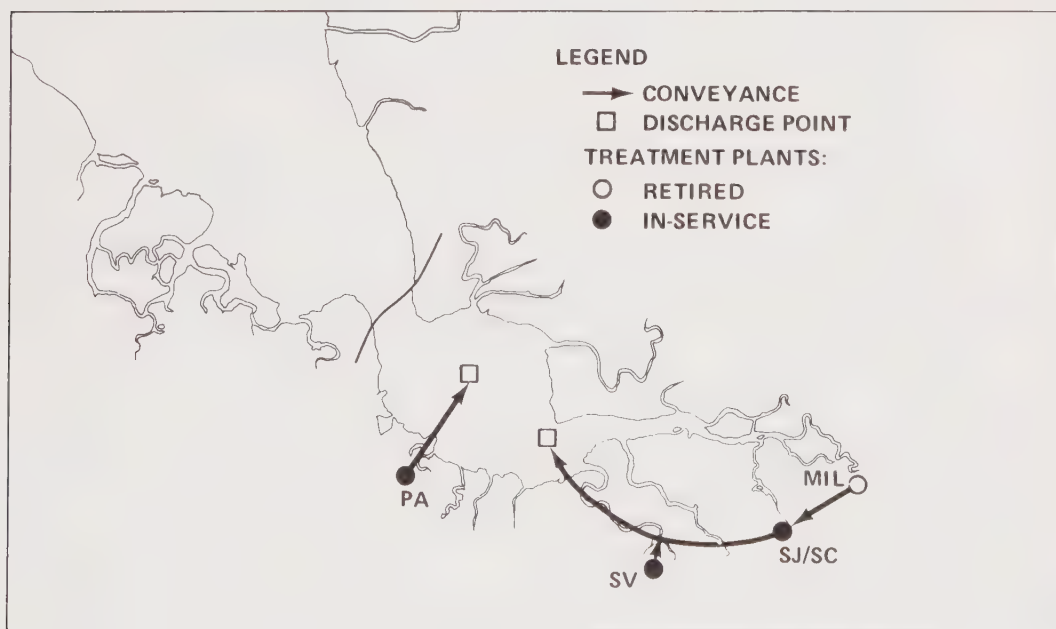 LEGEND
CONVEYANCE
DISCHARGE POINT
TREATMENT PLANTS:
RETIRED
IN-SERVICE
MIL
PA
SJ/SC
SV